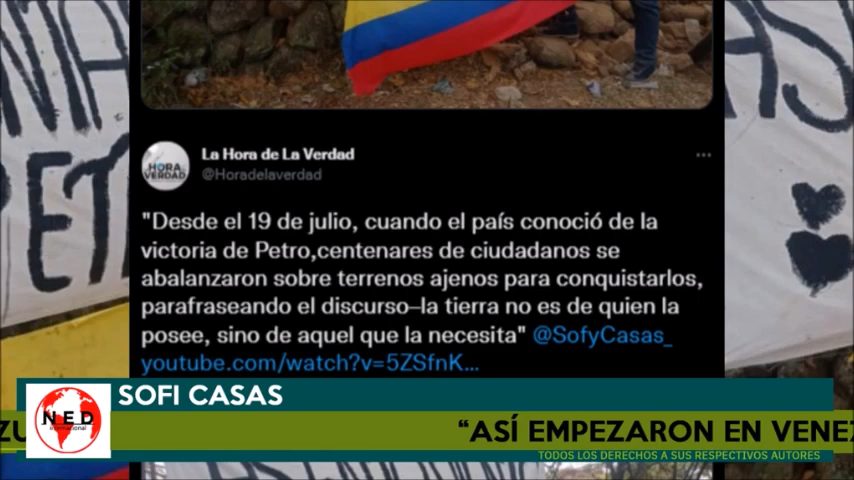 La Hora de La Verdad
@Horadelaverdad
HORA
VERDAD
"Desde el 19 de julio, cuando el país conoció de la
victoria de Petro,centenares de ciudadanos se
abalanzaron sobre terrenos ajenos para conquistarlos,
parafraseando el discurso–la tierra no es de quien la
posee, sino de aquel que la necesita" @SofyCasas_
youtube.com/watch?v=5ZSfnK...
SOFI CASAS
NED
international
ZU
“ASÍ EMPEZARON EN VENEZ
TODOS LOS DERECHOS A SUS RESPECTIVOS AUTORES